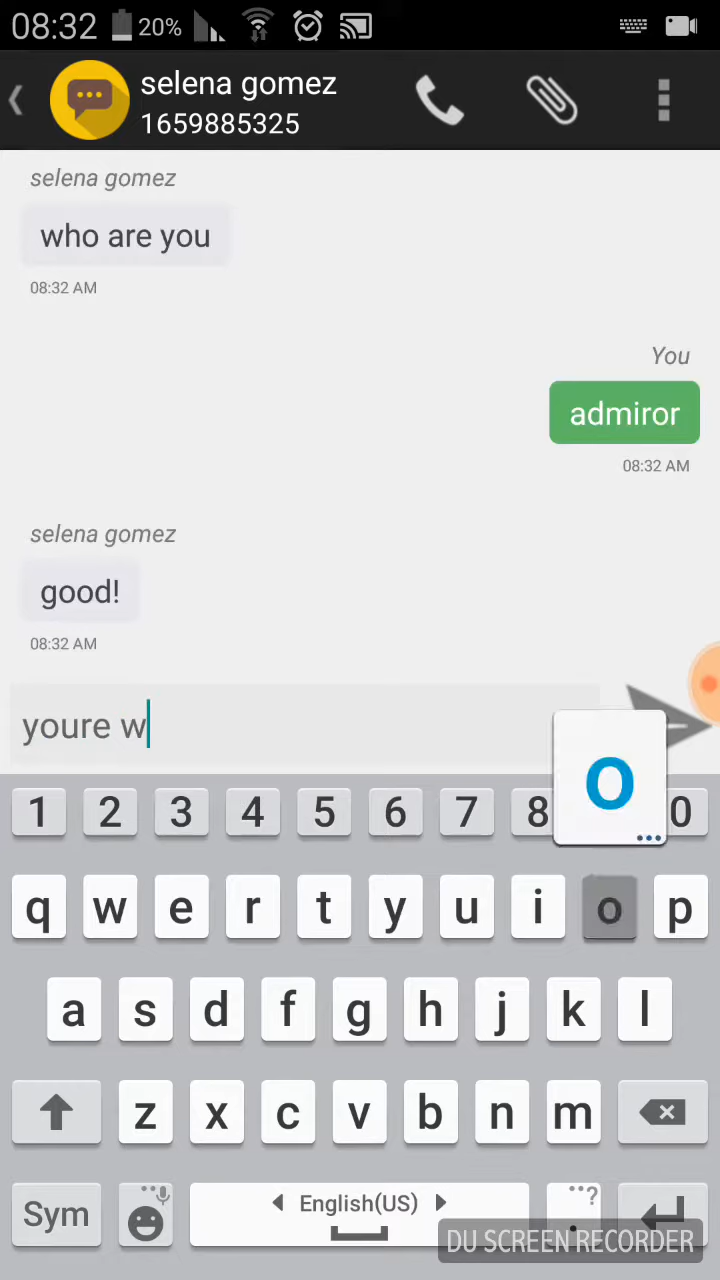 08:32 20%
selena gomez
1659885325
selena gomez
who are you
08:32 AM
You
admiror
08:32 AM
selena gomez
good!
08:32 AM
youre w
o
1 2 3 4 5 6 7 8 0
q w e r t y u i o p
a s d f g h j k l
z x c v b n m
Sym English(US) ?
.
DU SCREEN RECORDER